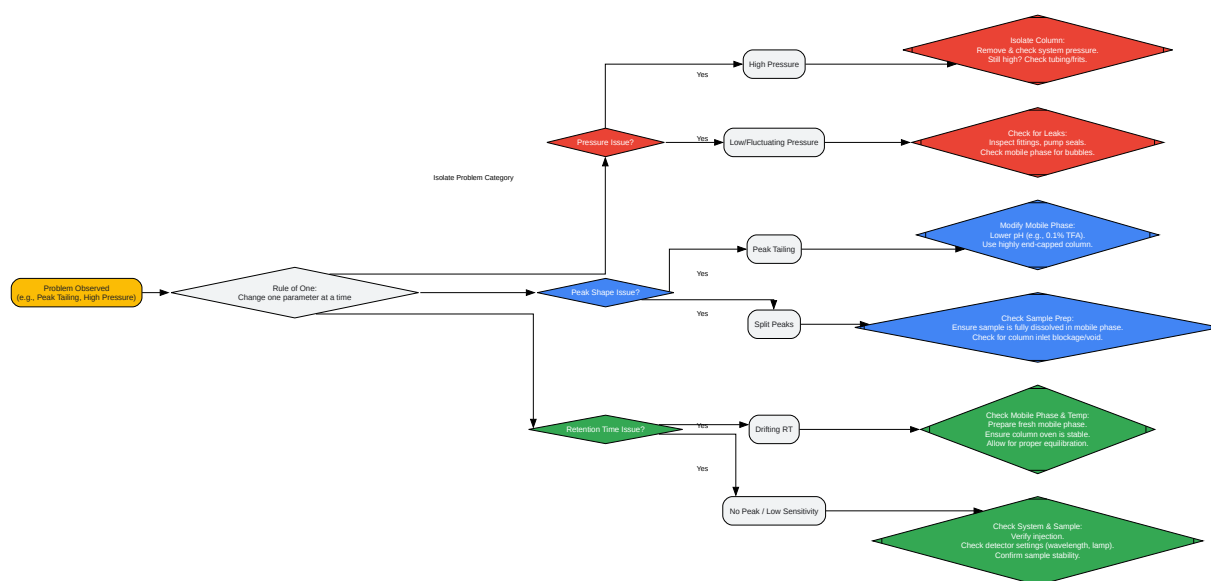 Problem Observed
(e.g., Peak Tailing, High Pressure)
Rule of One:
Change one parameter at a time
Isolate Problem Category
Pressure Issue?
Yes
High Pressure
Isolate Column:
Remove & check system pressure.
Still high? Check tubing/frits.
Yes
Low/Fluctuating Pressure
Check for Leaks:
Inspect fittings, pump seals.
Check mobile phase for bubbles.
Peak Shape Issue?
Yes
Peak Tailing
Modify Mobile Phase:
Lower pH (e.g., 0.1% TFA).
Use highly end-capped column.
Yes
Split Peaks
Check Sample Prep:
Ensure sample is fully dissolved in mobile phase.
Check for column inlet blockage/void.
Retention Time Issue?
Yes
Drifting RT
Check Mobile Phase & Temp:
Prepare fresh mobile phase.
Ensure column oven is stable.
Allow for proper equilibration.
Yes
No Peak / Low Sensitivity
Check System & Sample:
Verify injection.
Check detector settings (wavelength, lamp).
Confirm sample stability.